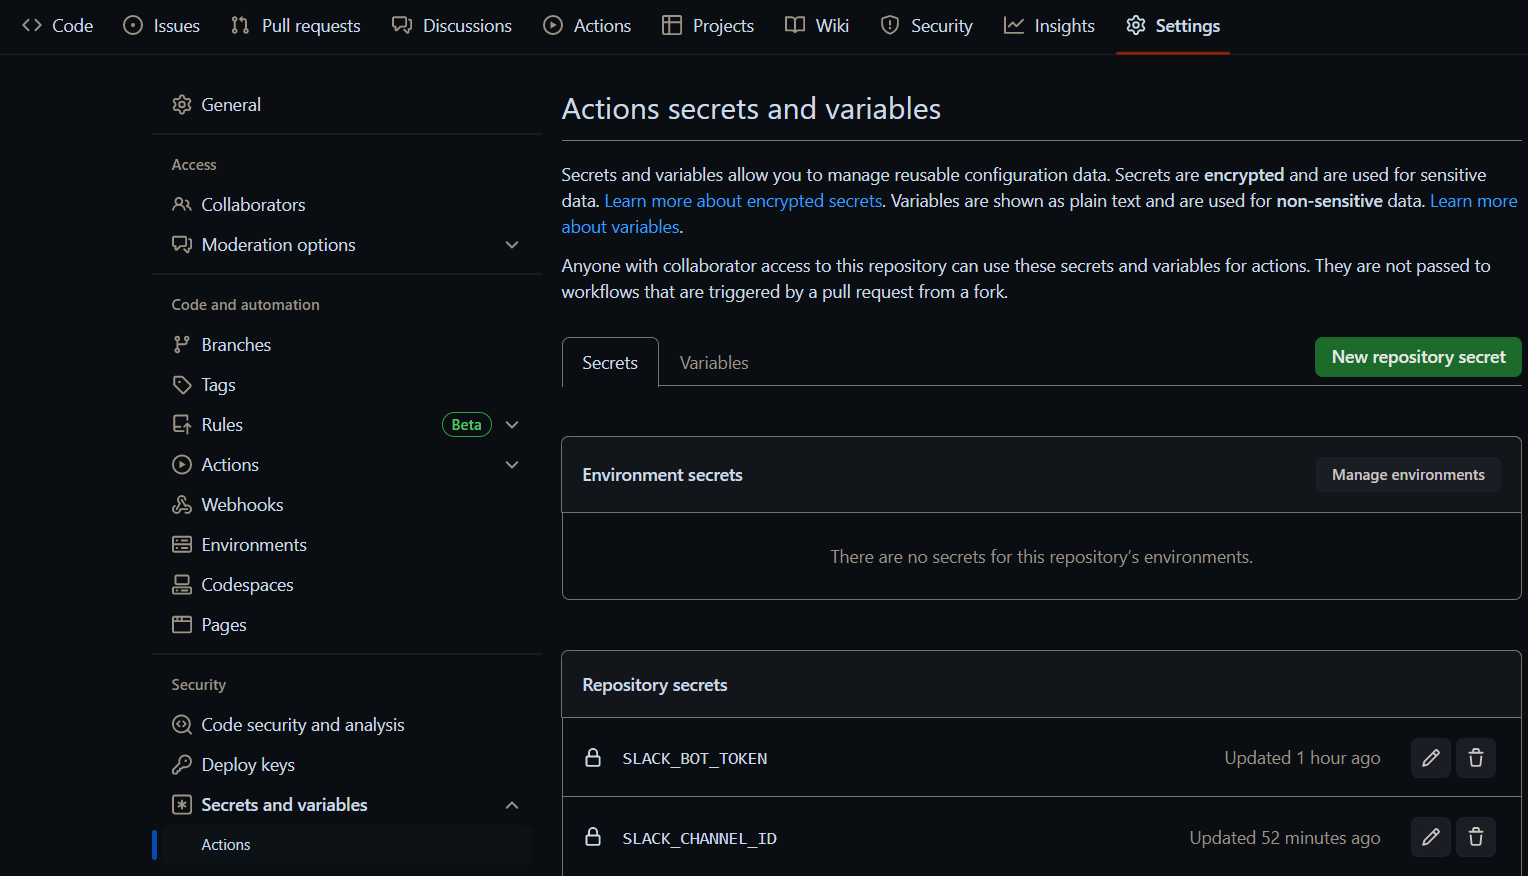 Code Issues Pull requests Discussions Actions Projects Wiki Security Insights Settings
General
Access
Collaborators
Moderation options
Code and automation
Branches
Tags
Rules Beta
Actions
Webhooks
Environments
Codespaces
Pages
Security
Code security and analysis
Deploy keys
Secrets and variables
Actions
Actions secrets and variables
Secrets and variables allow you to manage reusable configuration data. Secrets are encrypted and are used for sensitive
data. Learn more about encrypted secrets. Variables are shown as plain text and are used for non-sensitive data. Learn more
about variables.
Anyone with collaborator access to this repository can use these secrets and variables for actions. They are not passed to
workflows that are triggered by a pull request from a fork.
Secrets Variables New repository secret
Environment secrets Manage environments
There are no secrets for this repository's environments.
Repository secrets
SLACK_BOT_TOKEN Updated 1 hour ago
SLACK_CHANNEL_ID Updated 52 minutes ago